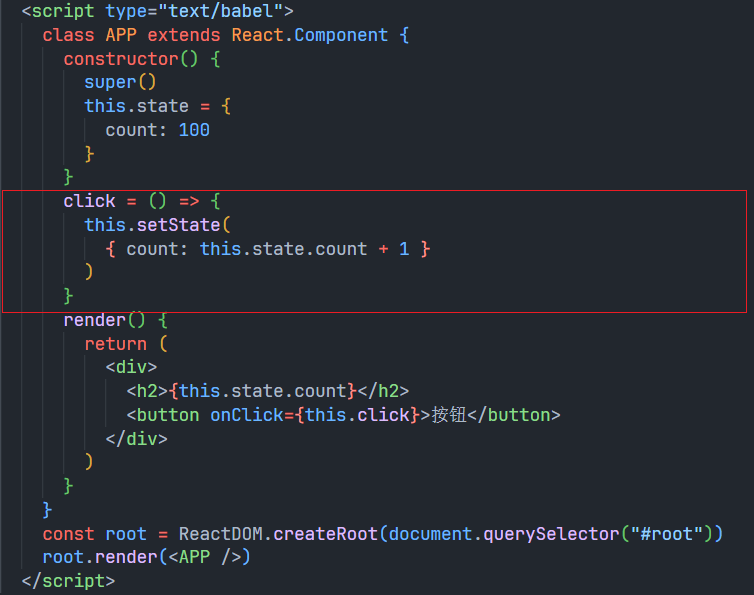 <script type="text/babel">
class APP extends React.Component {
constructor() {
super()
this.state = {
count: 100
}
}
click = () => {
this.setState(
{ count: this.state.count + 1 }
)
}
render() {
return (
<div>
<h2>{this.state.count}</h2>
<button onClick={this.click}>按钮</button>
</div>
)
}
}
const root = ReactDOM.createRoot(document.querySelector("#root"))
root.render(<APP />)
</script>